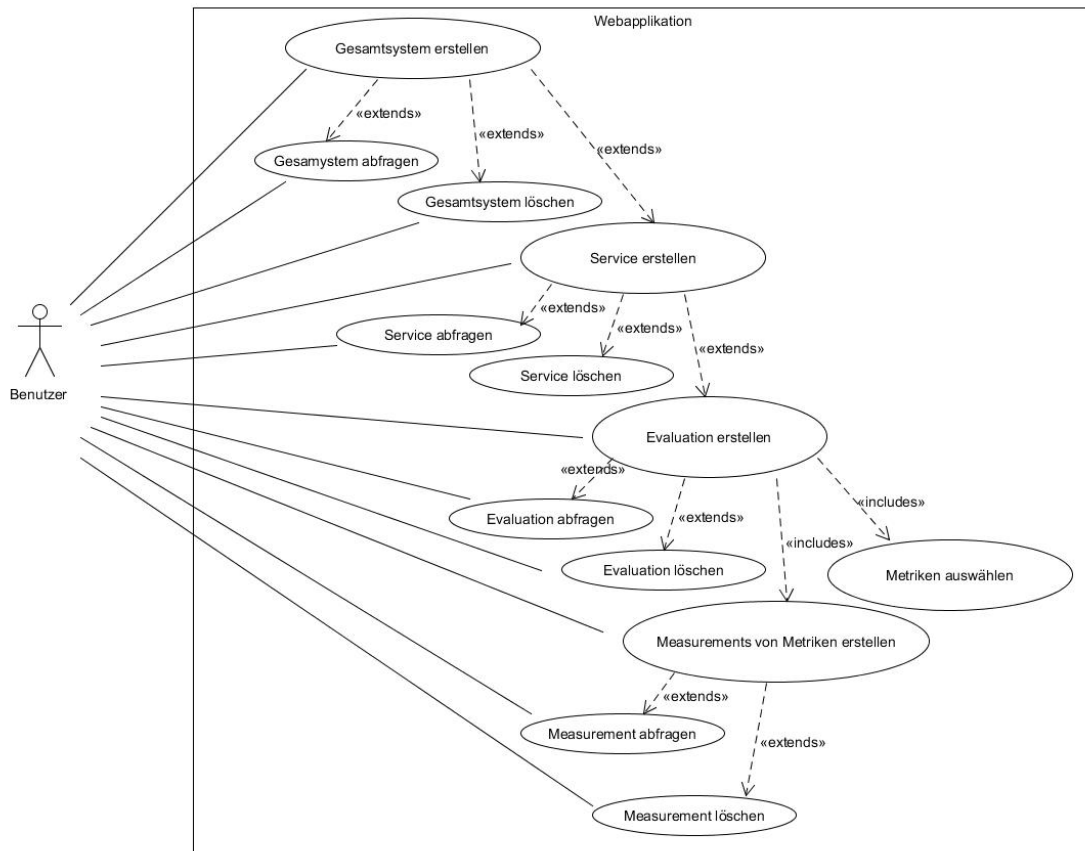 Webapplikation
Gesamtsystem erstellen
«extends»
«extends»
«extends»
Gesamystem abfragen
Gesamtsystem löschen
Service erstellen
«extends»
«extends»
«extends»
Service abfragen
Service löschen
Benutzer
Evaluation erstellen
«extends»
«includes»
«extends»
«includes»
Evaluation abfragen
Evaluation löschen
Metriken auswählen
Measurements von Metriken erstellen
«extends»
Measurement abfragen
«extends»
Measurement löschen